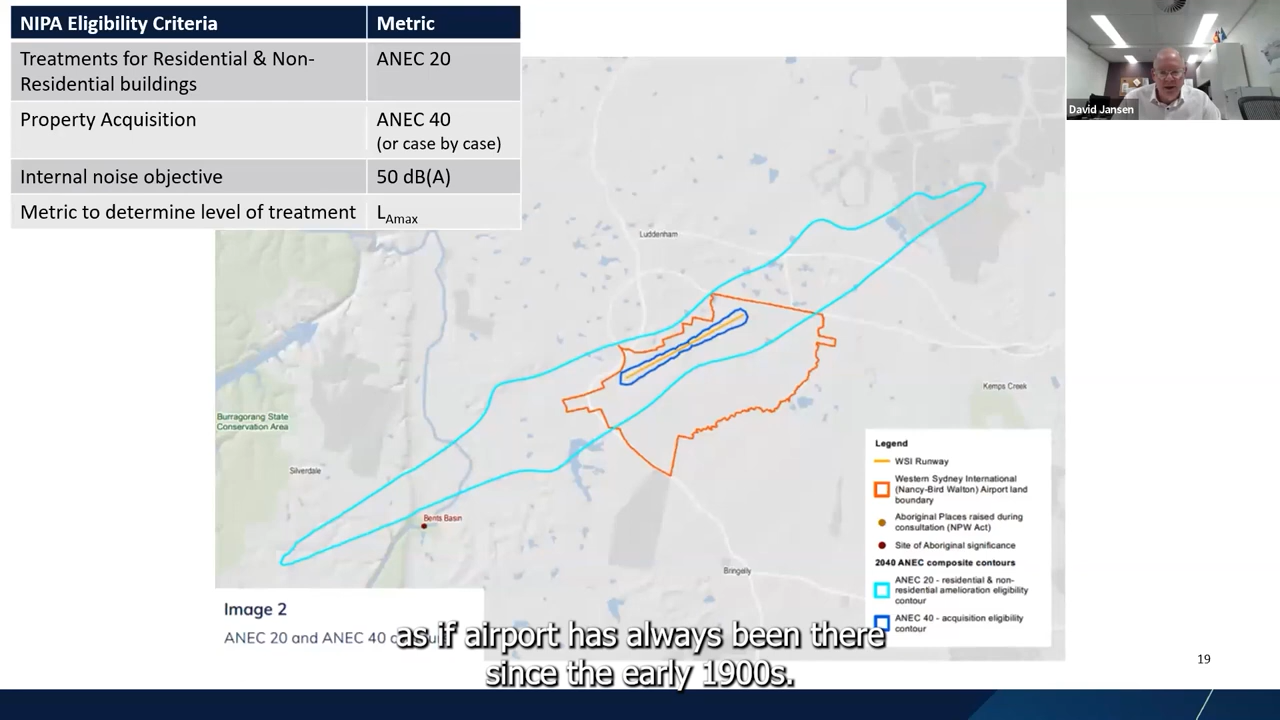 NIPA Eligibility Criteria Metric
Treatments for Residential & Non- ANEC 20
Residential buildings
Property Acquisition ANEC 40
(or case by case)
Internal noise objective 50 dB(A)
Metric to determine level of treatment LAmax
David Jansen
Luddenham
Kemps Creek
Burragorang State
Conservation Area
Silverdale
Bents Basin
Bringelly
Legend
WSI Runway
Western Sydney International
(Nancy-Bird Walton) Airport land
boundary
Aboriginal Places raised during
consultation (NPW Act)
Site of Aboriginal significance
2040 ANEC composite contours
ANEC 20 - residential & non-
residential amelioration eligibility
contour
ANEC 40 - acquisition eligibility
contour
Image 2
ANEC 20 and ANEC 40
as if airport has always been there
since the early 1900s.
19